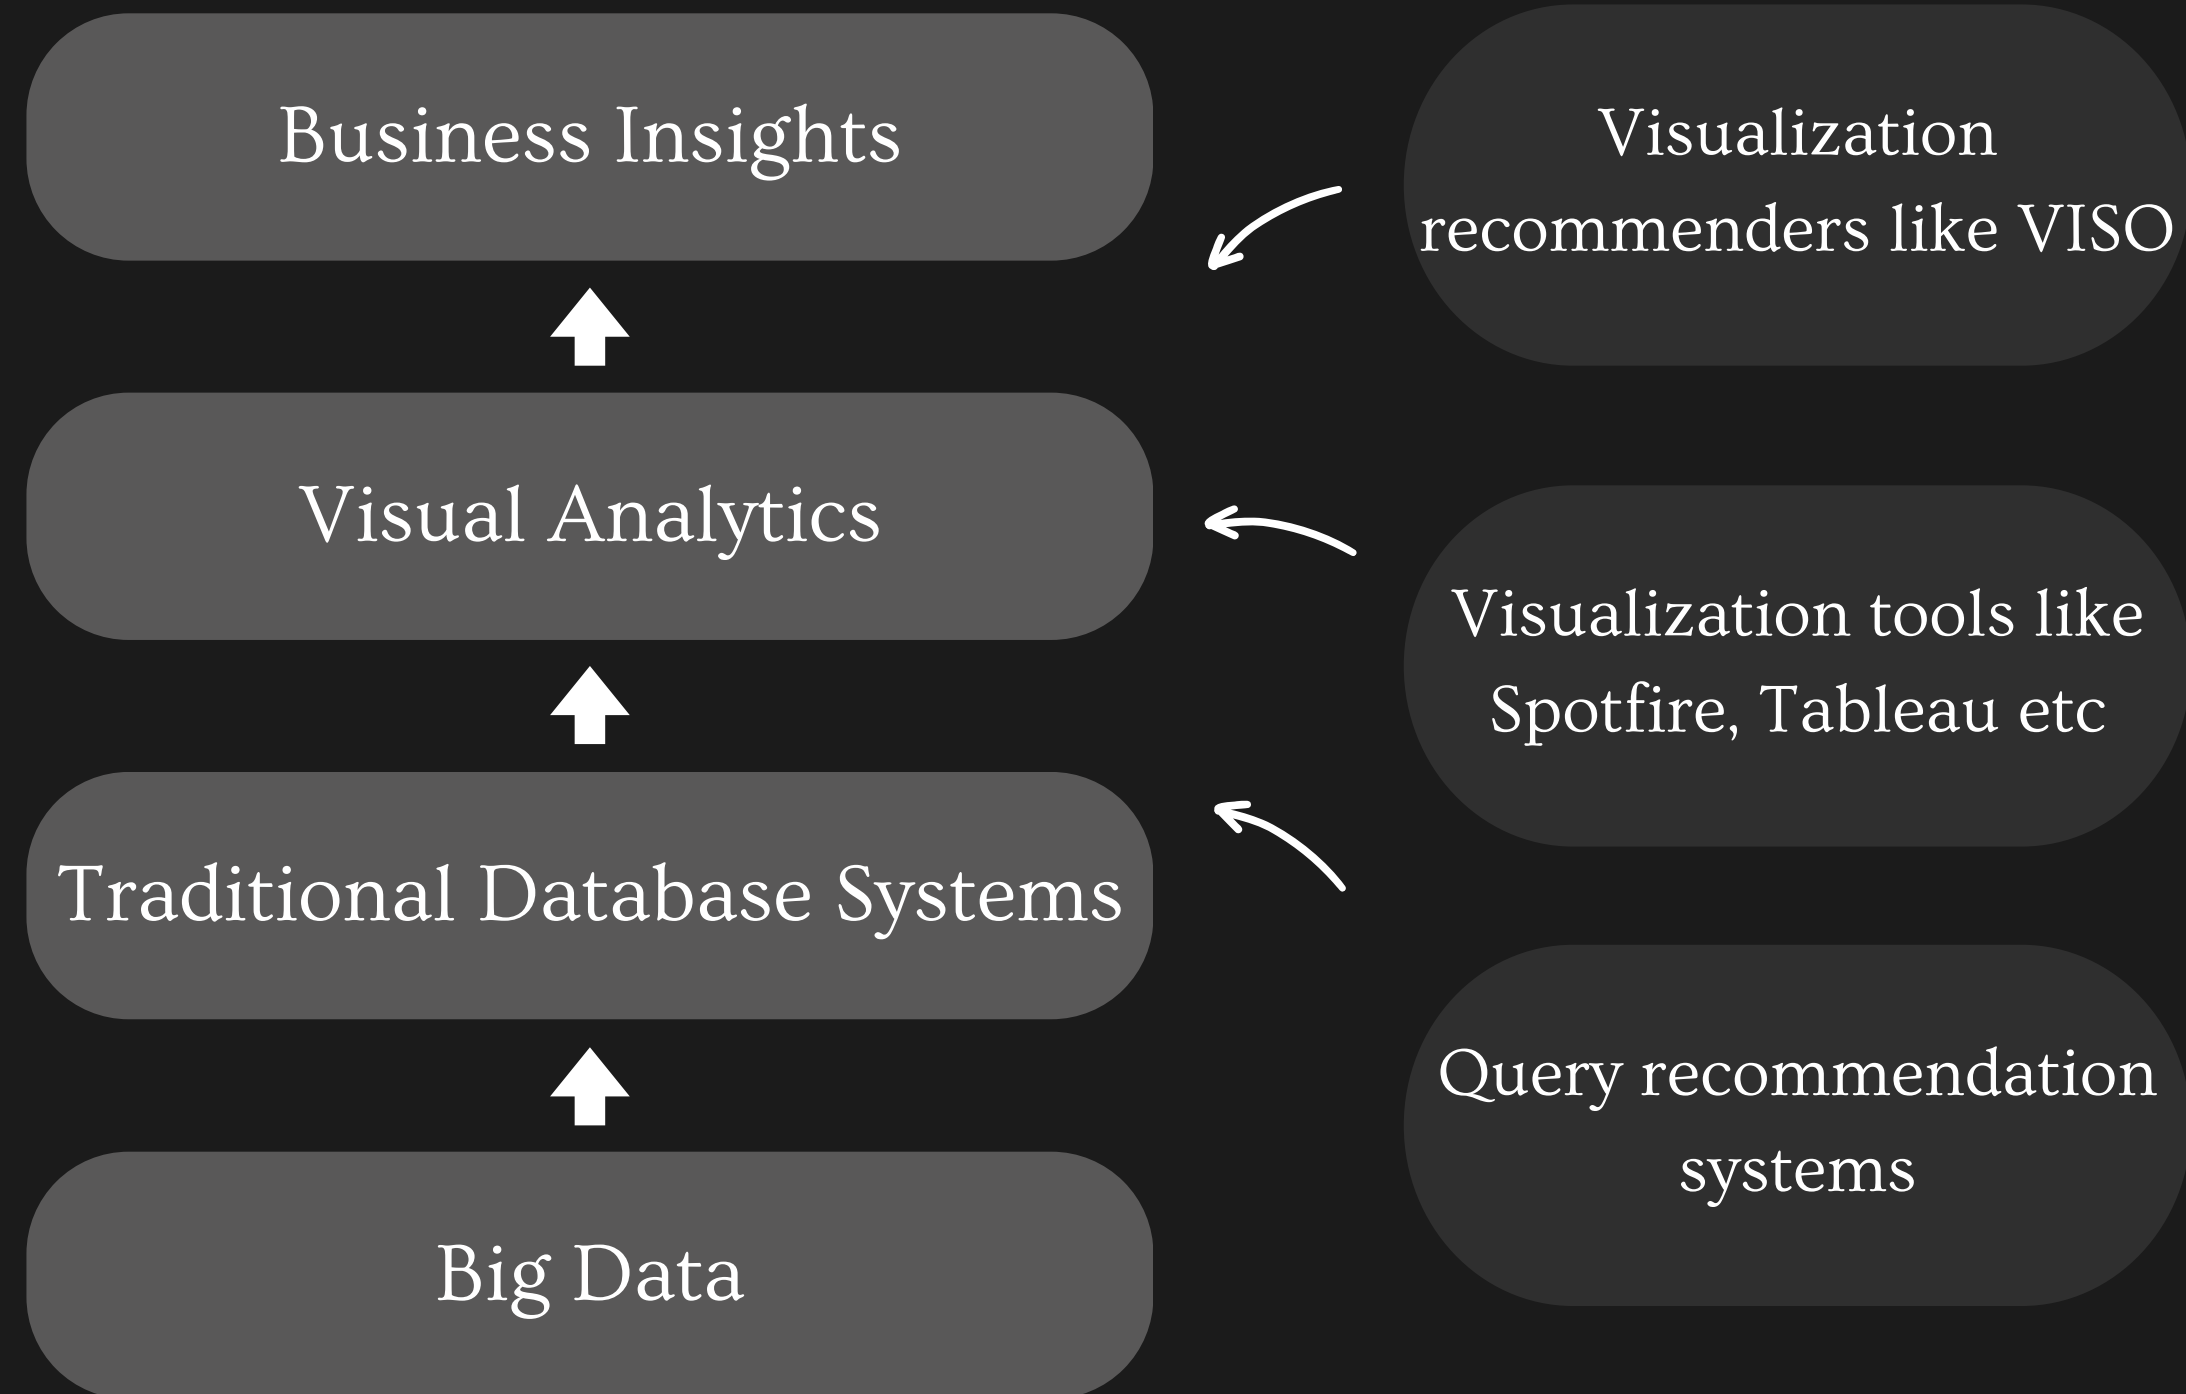 Business Insights
Visual Analytics
Traditional Database Systems
Big Data
Visualization
recommenders like VISO
Visualization tools like
Spotfire, Tableau etc
Query recommendation
systems